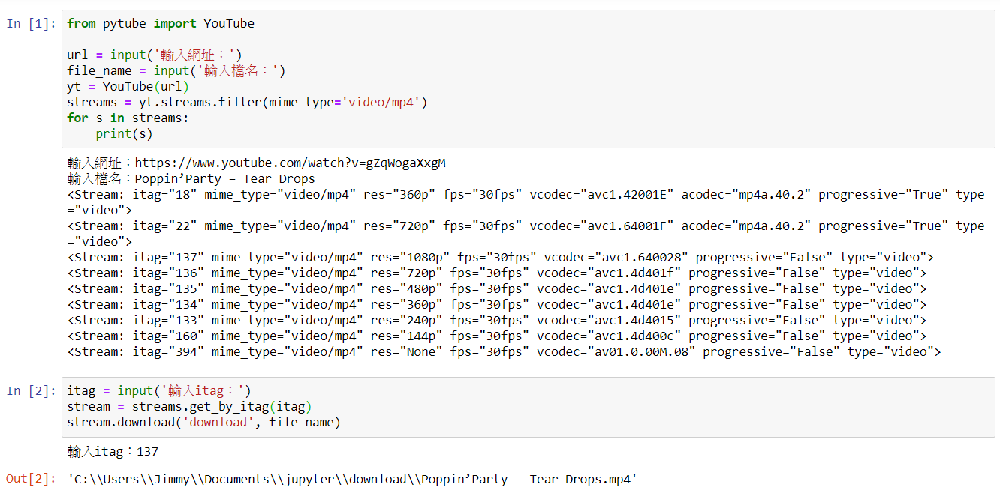 In [1]: from pytube import YouTube
url = input('輸入網址：')
file_name = input('輸入檔名：')
yt = YouTube(url)
streams = yt.streams.filter(mime_type='video/mp4')
for s in streams:
    print(s)
輸入網址：https://www.youtube.com/watch?v=gZqWogaXxgM
輸入檔名：Poppin’Party – Tear Drops
<Stream: itag="18" mime_type="video/mp4" res="360p" fps="30fps" vcodec="avc1.42001E" acodec="mp4a.40.2" progressive="True" type
="video">
<Stream: itag="22" mime_type="video/mp4" res="720p" fps="30fps" vcodec="avc1.64001F" acodec="mp4a.40.2" progressive="True" type
="video">
<Stream: itag="137" mime_type="video/mp4" res="1080p" fps="30fps" vcodec="avc1.640028" progressive="False" type="video">
<Stream: itag="136" mime_type="video/mp4" res="720p" fps="30fps" vcodec="avc1.4d401f" progressive="False" type="video">
<Stream: itag="135" mime_type="video/mp4" res="480p" fps="30fps" vcodec="avc1.4d401e" progressive="False" type="video">
<Stream: itag="134" mime_type="video/mp4" res="360p" fps="30fps" vcodec="avc1.4d401e" progressive="False" type="video">
<Stream: itag="133" mime_type="video/mp4" res="240p" fps="30fps" vcodec="avc1.4d4015" progressive="False" type="video">
<Stream: itag="160" mime_type="video/mp4" res="144p" fps="30fps" vcodec="avc1.4d400c" progressive="False" type="video">
<Stream: itag="394" mime_type="video/mp4" res="None" fps="30fps" vcodec="av01.0.00M.08" progressive="False" type="video">
In [2]: itag = input('輸入itag：')
stream = streams.get_by_itag(itag)
stream.download('download', file_name)
輸入itag：137
Out[2]: 'C:\\Users\\Jimmy\\Documents\\jupyter\\download\\Poppin’Party – Tear Drops.mp4'